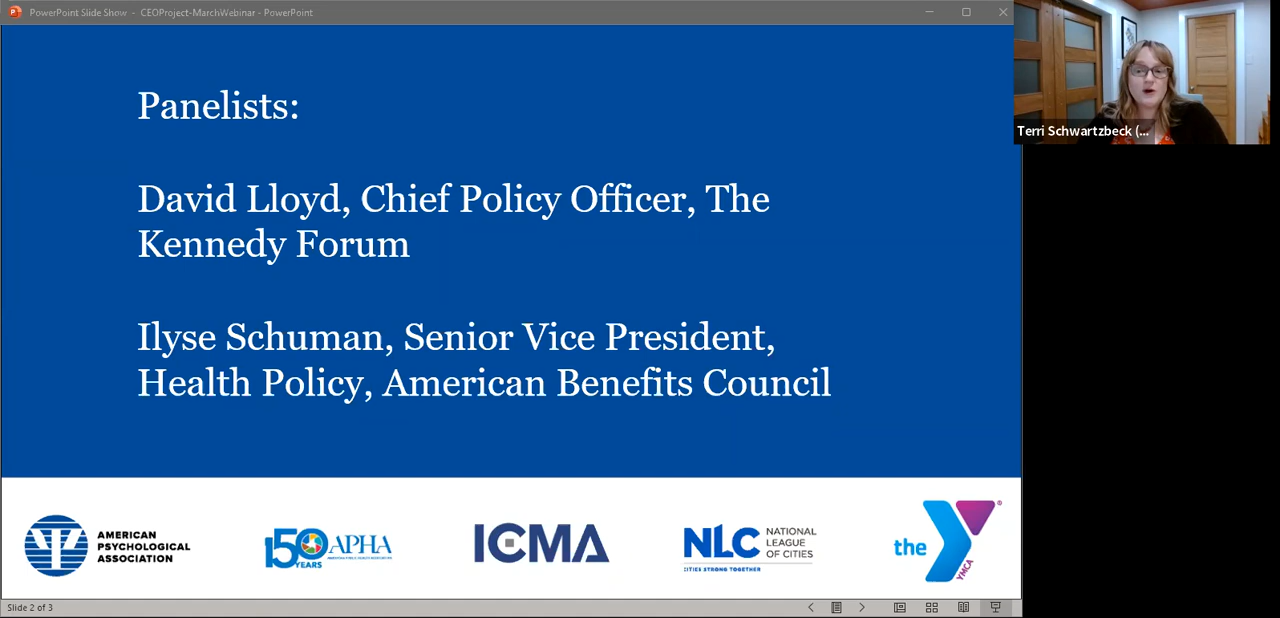 PowerPoint Slide Show - CEOProject-MarchWebinar - PowerPoint
Panelists:
David Lloyd, Chief Policy Officer, The
Kennedy Forum
Ilyse Schuman, Senior Vice President,
Health Policy, American Benefits Council
Terri Schwartzbeck (...
AMERICAN
PSYCHOLOGICAL
ASSOCIATION
150 APHA
YEARS
ICMA
NLC
NATIONAL
LEAGUE
OF CITIES
CITIES STRONG TOGETHER
the Y
YMCA
Slide 2 of 3